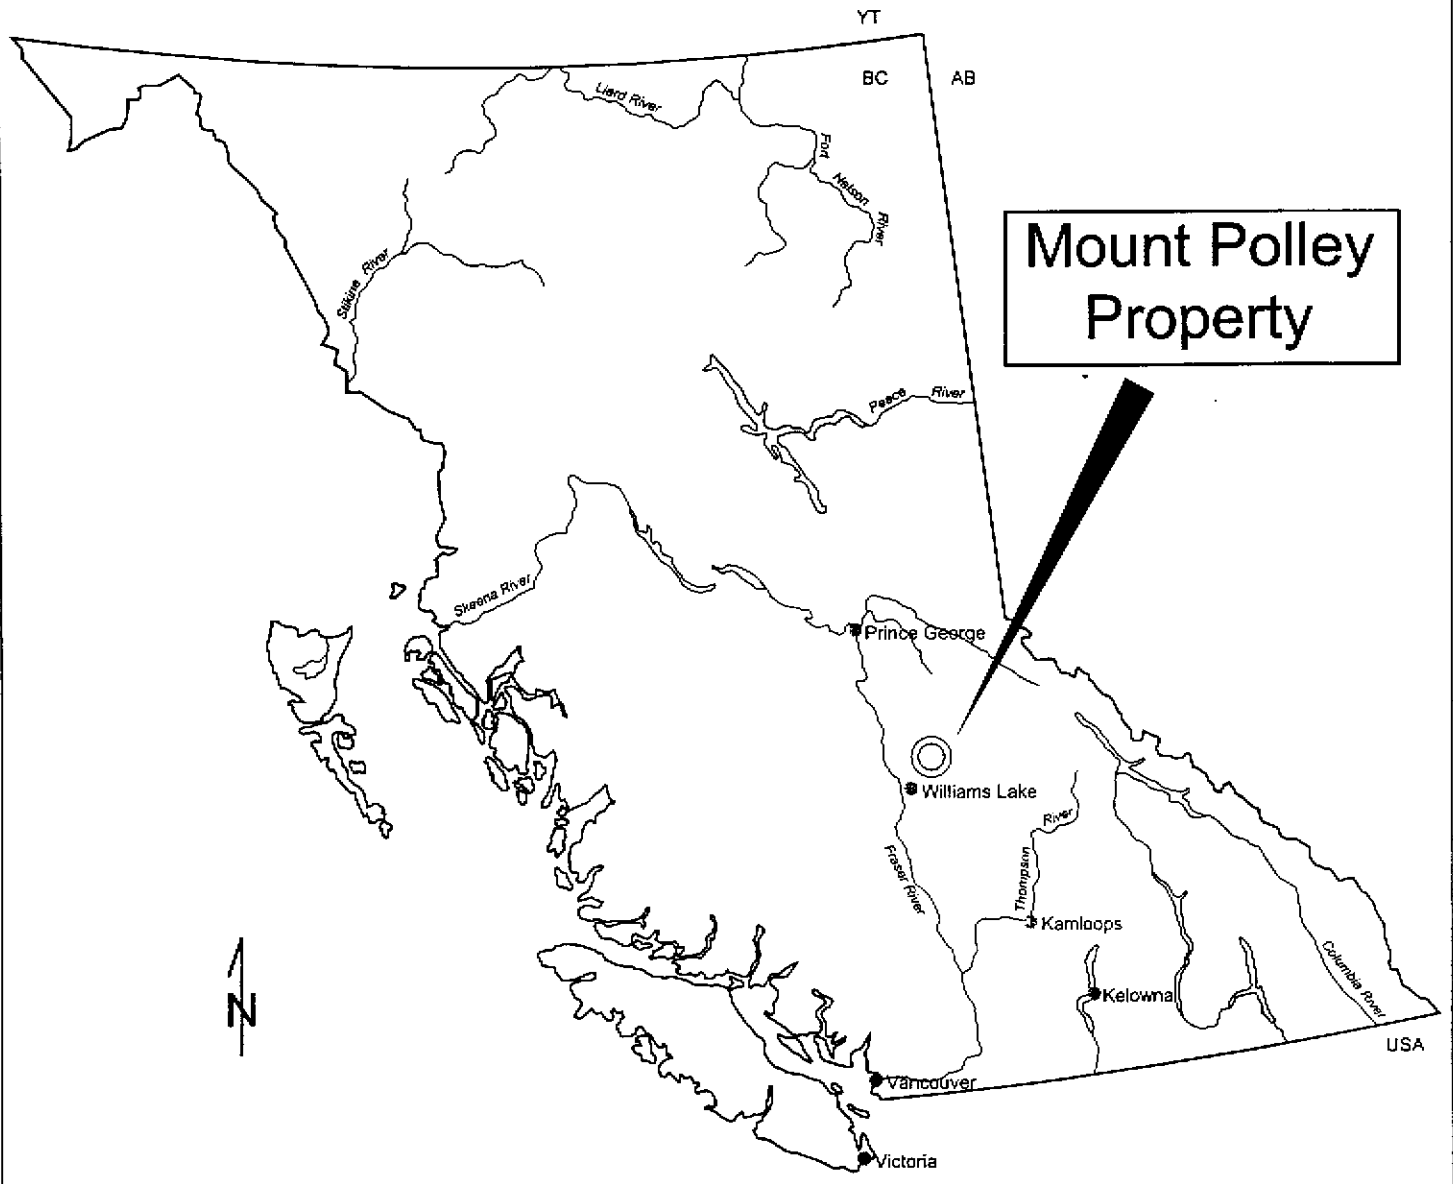 YT
BC
AB
Liard River
Fort Nelson River
Mount Polley
Property
Stikine River
Peace River
Skeena River
Prince George
Williams Lake
Fraser River
Thompson River
Kamloops
Columbia River
Kelowna
N
USA
Vancouver
Victoria